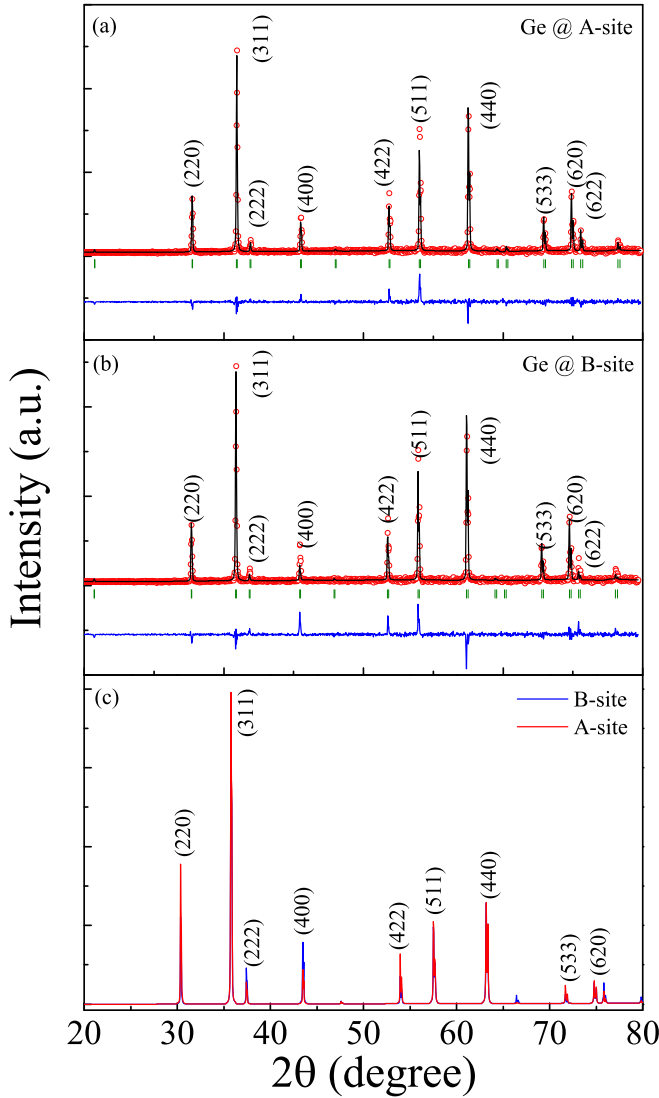 (a)
Ge @ A-site
(220)
(311)
(222)
(400)
(422)
(511)
(440)
(533)
(620)
(622)
(b)
Ge @ B-site
(220)
(311)
(222)
(400)
(422)
(511)
(440)
(533)
(620)
(622)
(c)
B-site
A-site
(220)
(311)
(222)
(400)
(422)
(511)
(440)
(533)
(620)
Intensity (a.u.)
20 30 40 50 60 70 80
2θ (degree)